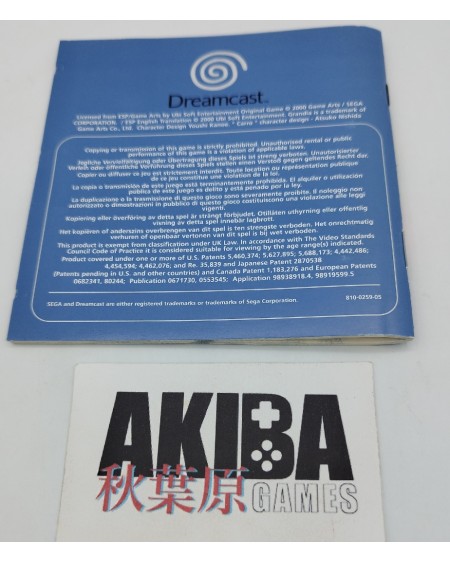 Dreamcast
Licensed from ESP/Game Arts by Ubi Soft Entertainment Original Game © 2000 Game Arts / SEGA
CORPORATION. / ESP English Translation © 2000 Ubi Soft Entertainment. Grandia is a trademark of
Game Arts Co., Ltd. Character Design Youshi Kanoe. " Carro " character design - Atsuko Nishida
Copying or transmission of this game is strictly prohibited. Unauthorized rental or public
performance of this game is a violation of applicable laws.
Jegliche Vervielfältigung oder Übertragung dieses Spiels ist streng verboten. Unautorisierter
Verleih oder öffentliche Vorführung dieses Spiels stellen einen Verstoß gegen geltendes Recht dar.
Copier ou diffuser ce jeu est strictement interdit. Toute location ou représentation publique
de ce jeu constitue une violation de la loi.
La copia o transmisión de este juego está terminantemente prohibida. El alquiler o utilización
pública de este juego es delito y está penado por la ley.
La duplicazione o la trasmissione di questo gioco sono severamente proibite, il noleggio non
autorizzato e dimostrazioni in pubblico di questo gioco costituiscono una violazione alle leggi
vigenti.
Kopiering eller överföring av detta spel är strängt förbjudet. Otillåten uthyrning eller offentlig
visning av detta spel innebär lagbrott.
Het kopiëren of anderszins overbrengen van dit spel is ten strengste verboden. Het onrechtmatig
verhuren of openbaar vertonen van dit spel is bij wet verboden.
This product is exempt from classification under UK Law. In accordance with The Video Standards
Council Code of Practice it is considered suitable for viewing by the age range(s) indicated.
Product covered under one or more of U.S. Patents 5,460,374; 5,627,895; 5,688,173; 4,442,486;
4,454,594; 4,462,076; and Re. 35,839 and Japanese Patent 2870538
(Patents pending in U.S. and other countries) and Canada Patent 1,183,276 and European Patents
0682341, 80244; Publication 0671730, 0553545: Application 98938918.4, 98919599.5
SEGA and Dreamcast are either registered trademarks or trademarks of Sega Corporation.
810-0259-05
AKIBA
秋葉原 GAMES